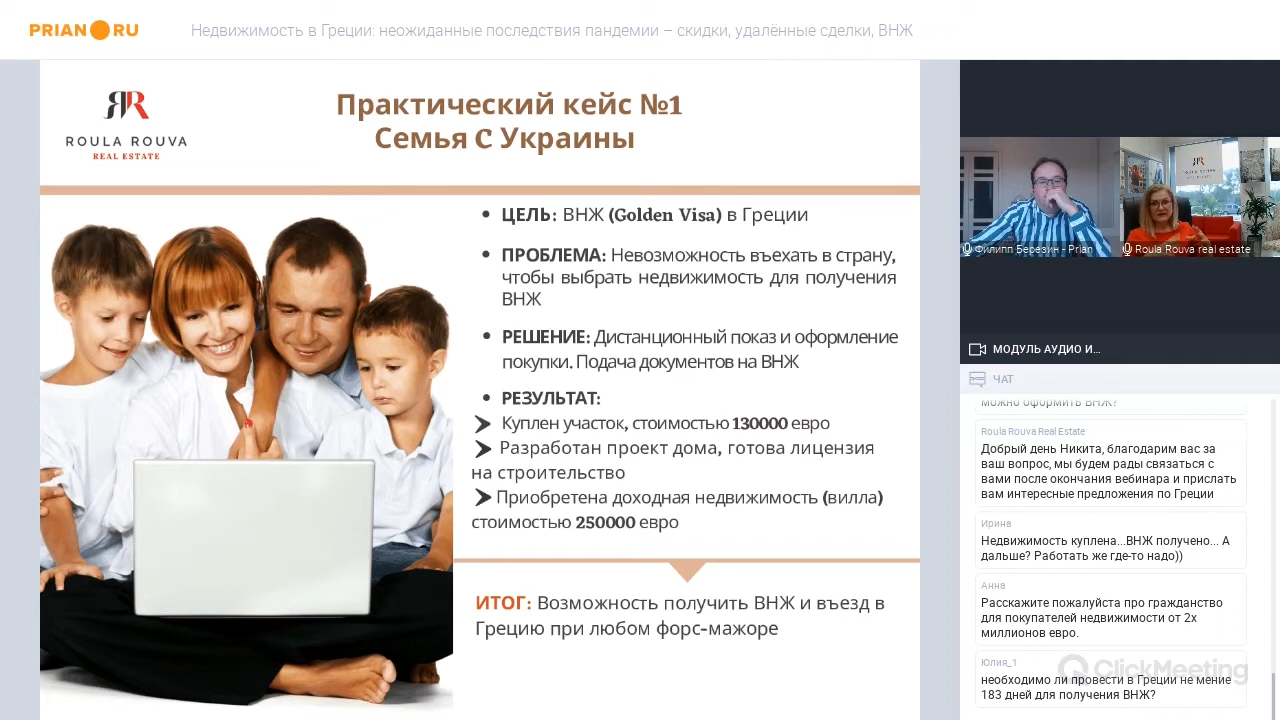 PRIAN RU
Недвижимость в Греции: неожиданные последствия пандемии – скидки, удалённые сделки, ВНЖ
ROULA ROUVA
REAL ESTATE
Практический кейс №1
Семья С Украины
• ЦЕЛЬ: ВНЖ (Golden Visa) в Греции
• ПРОБЛЕМА: Невозможность въехать в страну,
чтобы выбрать недвижимость для получения
ВНЖ
• РЕШЕНИЕ: Дистанционный показ и оформление
покупки. Подача документов на ВНЖ
• РЕЗУЛЬТАТ:
➤ Куплен участок, стоимостью 130000 евро
➤ Разработан проект дома, готова лицензия
на строительство
➤ Приобретена доходная недвижимость (вилла)
стоимостью 250000 евро
ИТОГ: Возможность получить ВНЖ и въезд в
Грецию при любом форс-мажоре
ROULA ROUVA
Филипп Березин - Prian
Roula Rouva real estate
МОДУЛЬ АУДИО И...
ЧАТ
можно оформить ВНЖ?
Roula Rouva Real Estate
Добрый день Никита, благодарим вас за
ваш вопрос, мы будем рады связаться с
вами после окончания вебинара и прислать
вам интересные предложения по Греции
Ирина
Недвижимость куплена...ВНЖ получено... А
дальше? Работать же где-то надо))
Анна
Расскажите пожалуйста про гражданство
для покупателей недвижимости от 2х
миллионов евро.
Юлия_1
необходимо ли провести в Греции не мение
183 дней для получения ВНЖ?
ClickMeeting